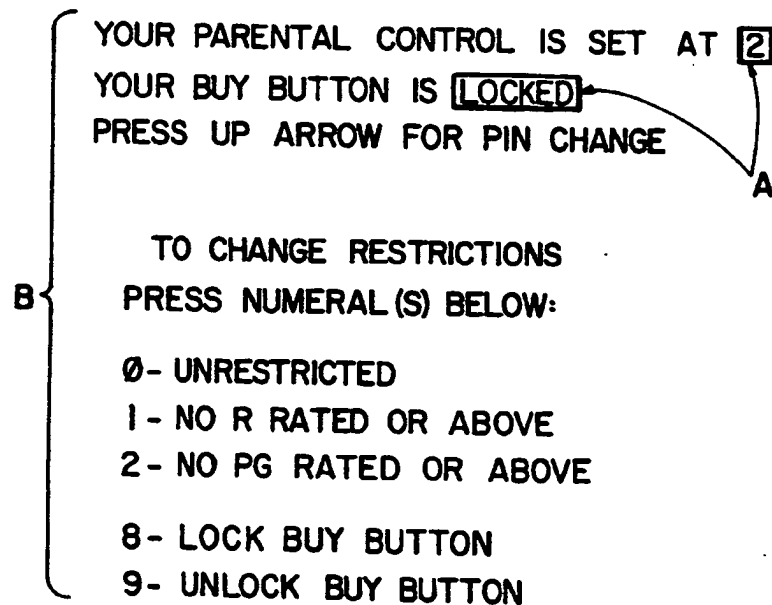 YOUR PARENTAL CONTROL IS SET AT 2
YOUR BUY BUTTON IS LOCKED
PRESS UP ARROW FOR PIN CHANGE
A
TO CHANGE RESTRICTIONS
B
PRESS NUMERAL(S) BELOW:
Ø- UNRESTRICTED
1- NO R RATED OR ABOVE
2- NO PG RATED OR ABOVE
8- LOCK BUY BUTTON
9- UNLOCK BUY BUTTON